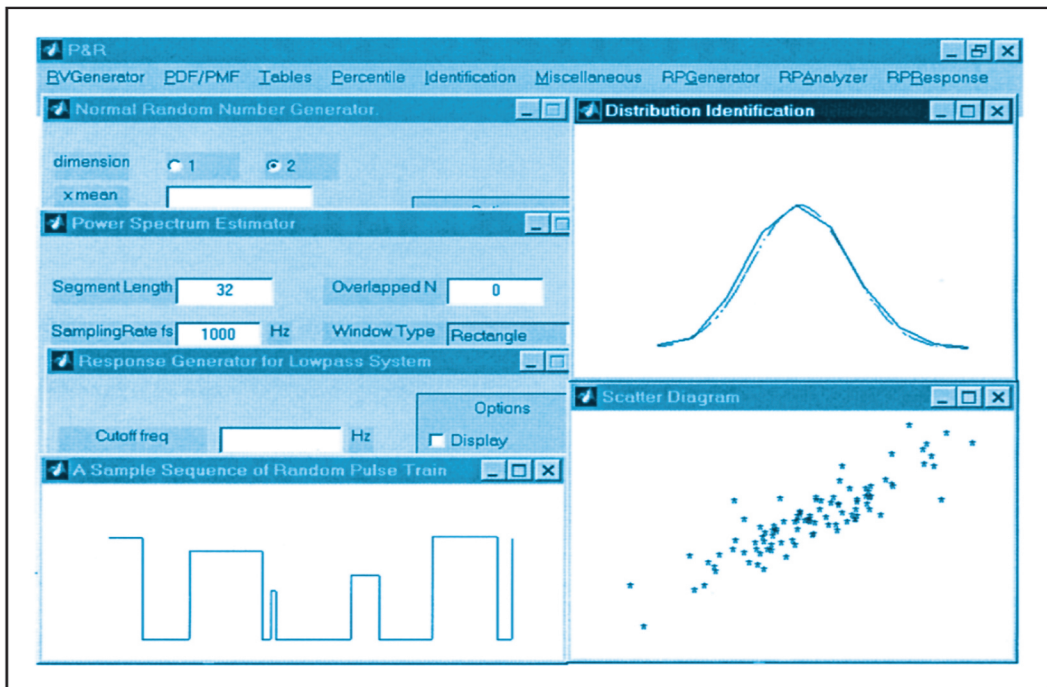 P&R
RVGenerator PDF/PMF Tables Percentile Identification Miscellaneous RPGenerator RPAnalyzer RPResponse
Normal Random Number Generator.
dimension 1 2
x mean
Power Spectrum Estimator
Segment Length 32 Overlapped N 0
SamplingRate fs 1000 Hz Window Type Rectangle
Response Generator for Lowpass System
Options
Cutoff freq Hz Display
A Sample Sequence of Random Pulse Train
Distribution Identification
Scatter Diagram